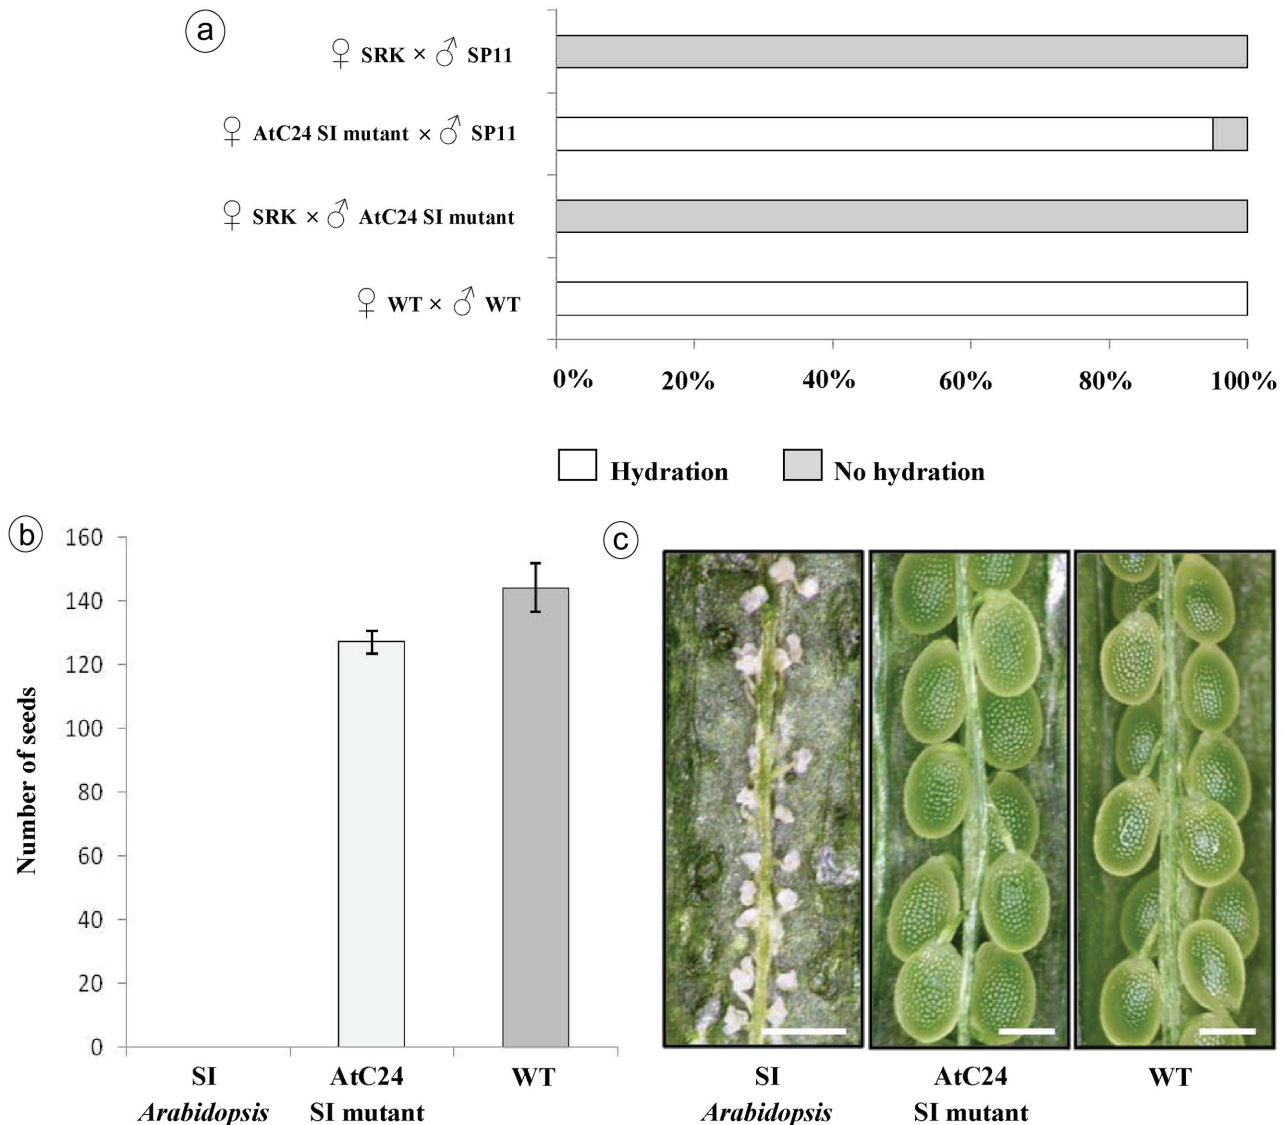 a
♀ SRK × ♂ SP11
♀ AtC24 SI mutant × ♂ SP11
♀ SRK × ♂ AtC24 SI mutant
♀ WT × ♂ WT
0% 20% 40% 60% 80% 100%
Hydration No hydration
b
Number of seeds
160
140
120
100
80
60
40
20
0
SI
Arabidopsis
AtC24
SI mutant
WT
c
SI
Arabidopsis
AtC24
SI mutant
WT